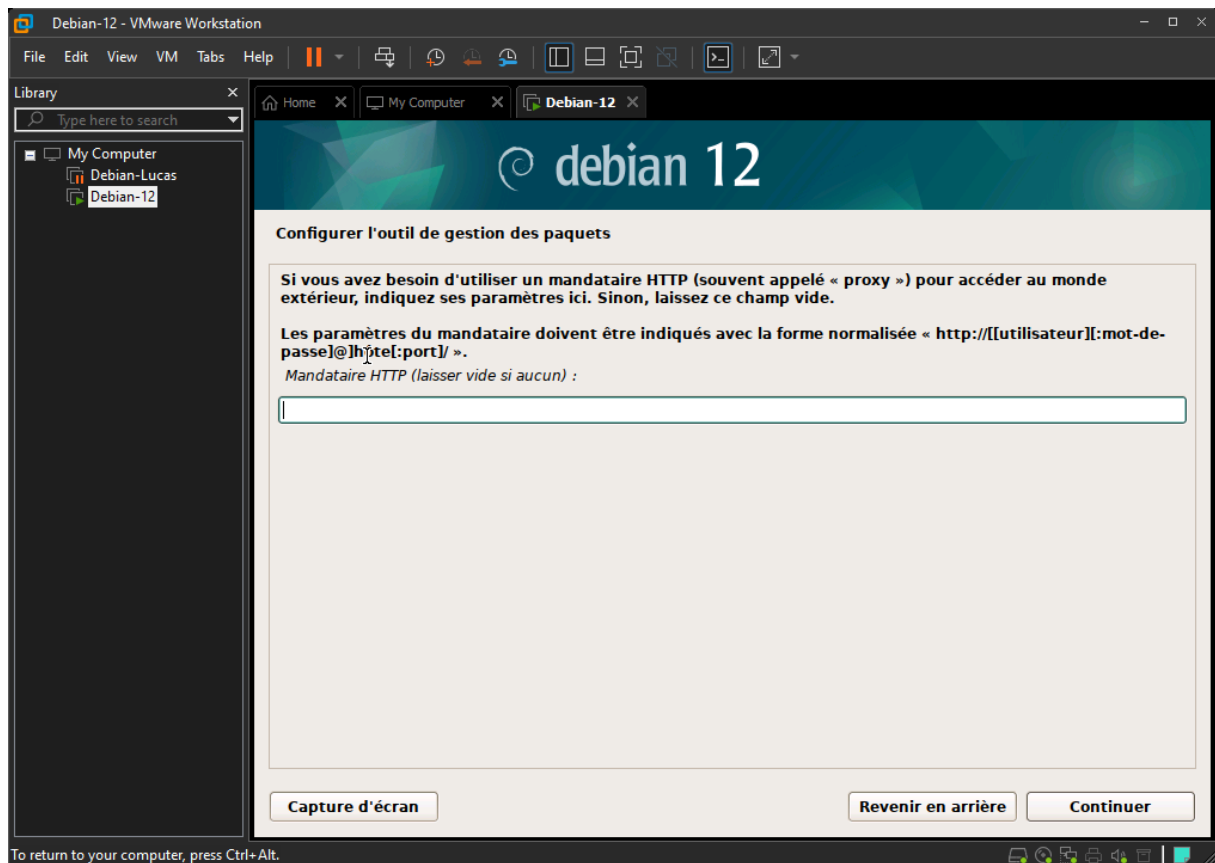 Debian-12 - VMware Workstation
File Edit View VM Tabs Help
Library
Type here to search
My Computer
Debian-Lucas
Debian-12
Home
My Computer
Debian-12
debian 12
Configurer l'outil de gestion des paquets
Si vous avez besoin d'utiliser un mandataire HTTP (souvent appelé « proxy ») pour accéder au monde
extérieur, indiquez ses paramètres ici. Sinon, laissez ce champ vide.
Les paramètres du mandataire doivent être indiqués avec la forme normalisée « http://[[utilisateur][:mot-de-
passe]@]hôte[:port]/ ».
Mandataire HTTP (laisser vide si aucun) :
Capture d'écran
Revenir en arrière
Continuer
To return to your computer, press Ctrl+Alt.